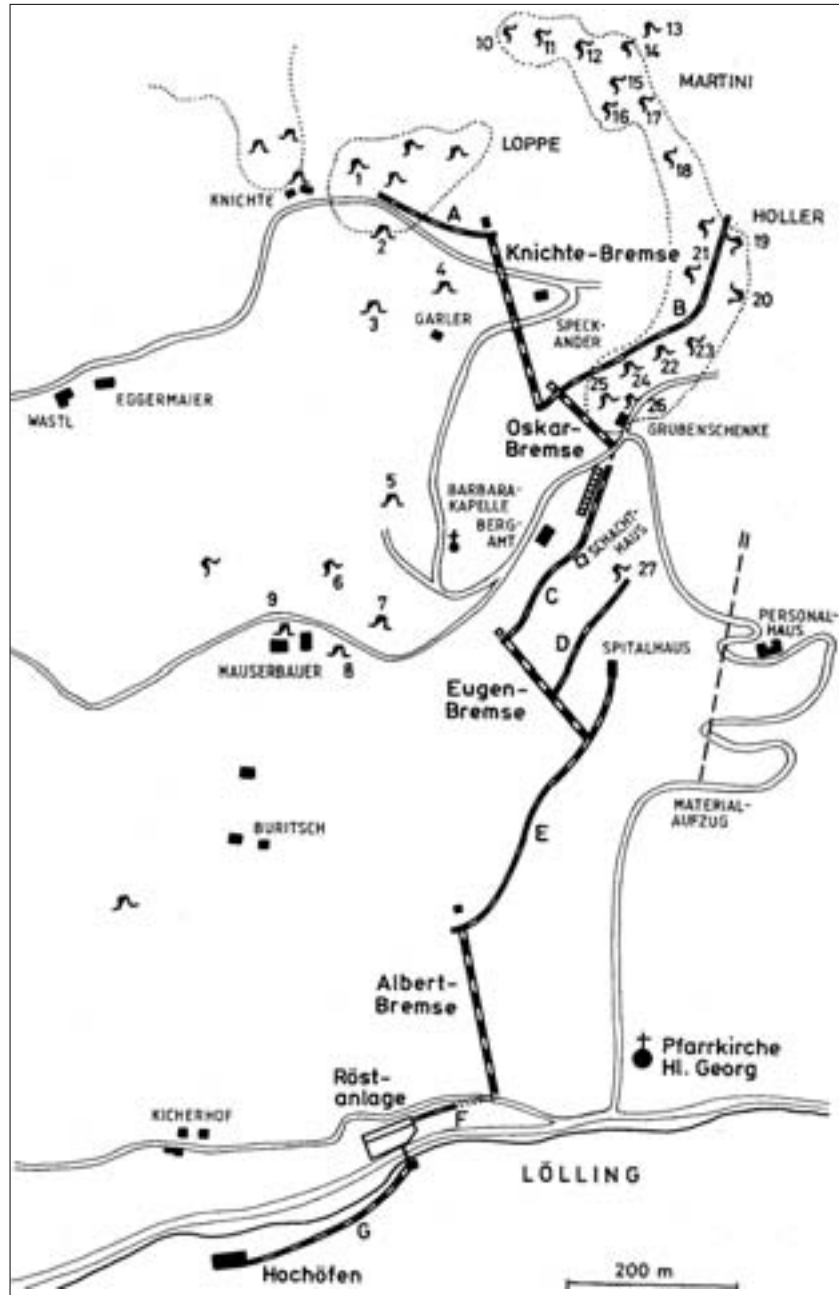 10
11
12
13
14
MARTINI
15
16
17
LOPPE
1
18
KNICHTE
A
HOLLER
2
19
Knichte-Bremse
21
4
20
3
B
GARLER
SPECK-
ANDER
23
22
24
25
EGGERMAIER
WASTL
26
Oskar-
Bremse
GRUBENSCHENKE
5
BARBARA-
KAPELLE
BERG-
AMT
SCHACHT-
HAUS
6
27
9
7
C
PERSONAL-
HAUS
D
SPITALHAUS
MAUSERBAUER
8
Eugen-
Bremse
MATERIAL-
AUFZUG
BURITSCH
E
Albert-
Bremse
Pfarrkirche
Hl. Georg
Röst-
anlage
KICHERHOF
F
LÖLLING
G
Hochöfen
200 m